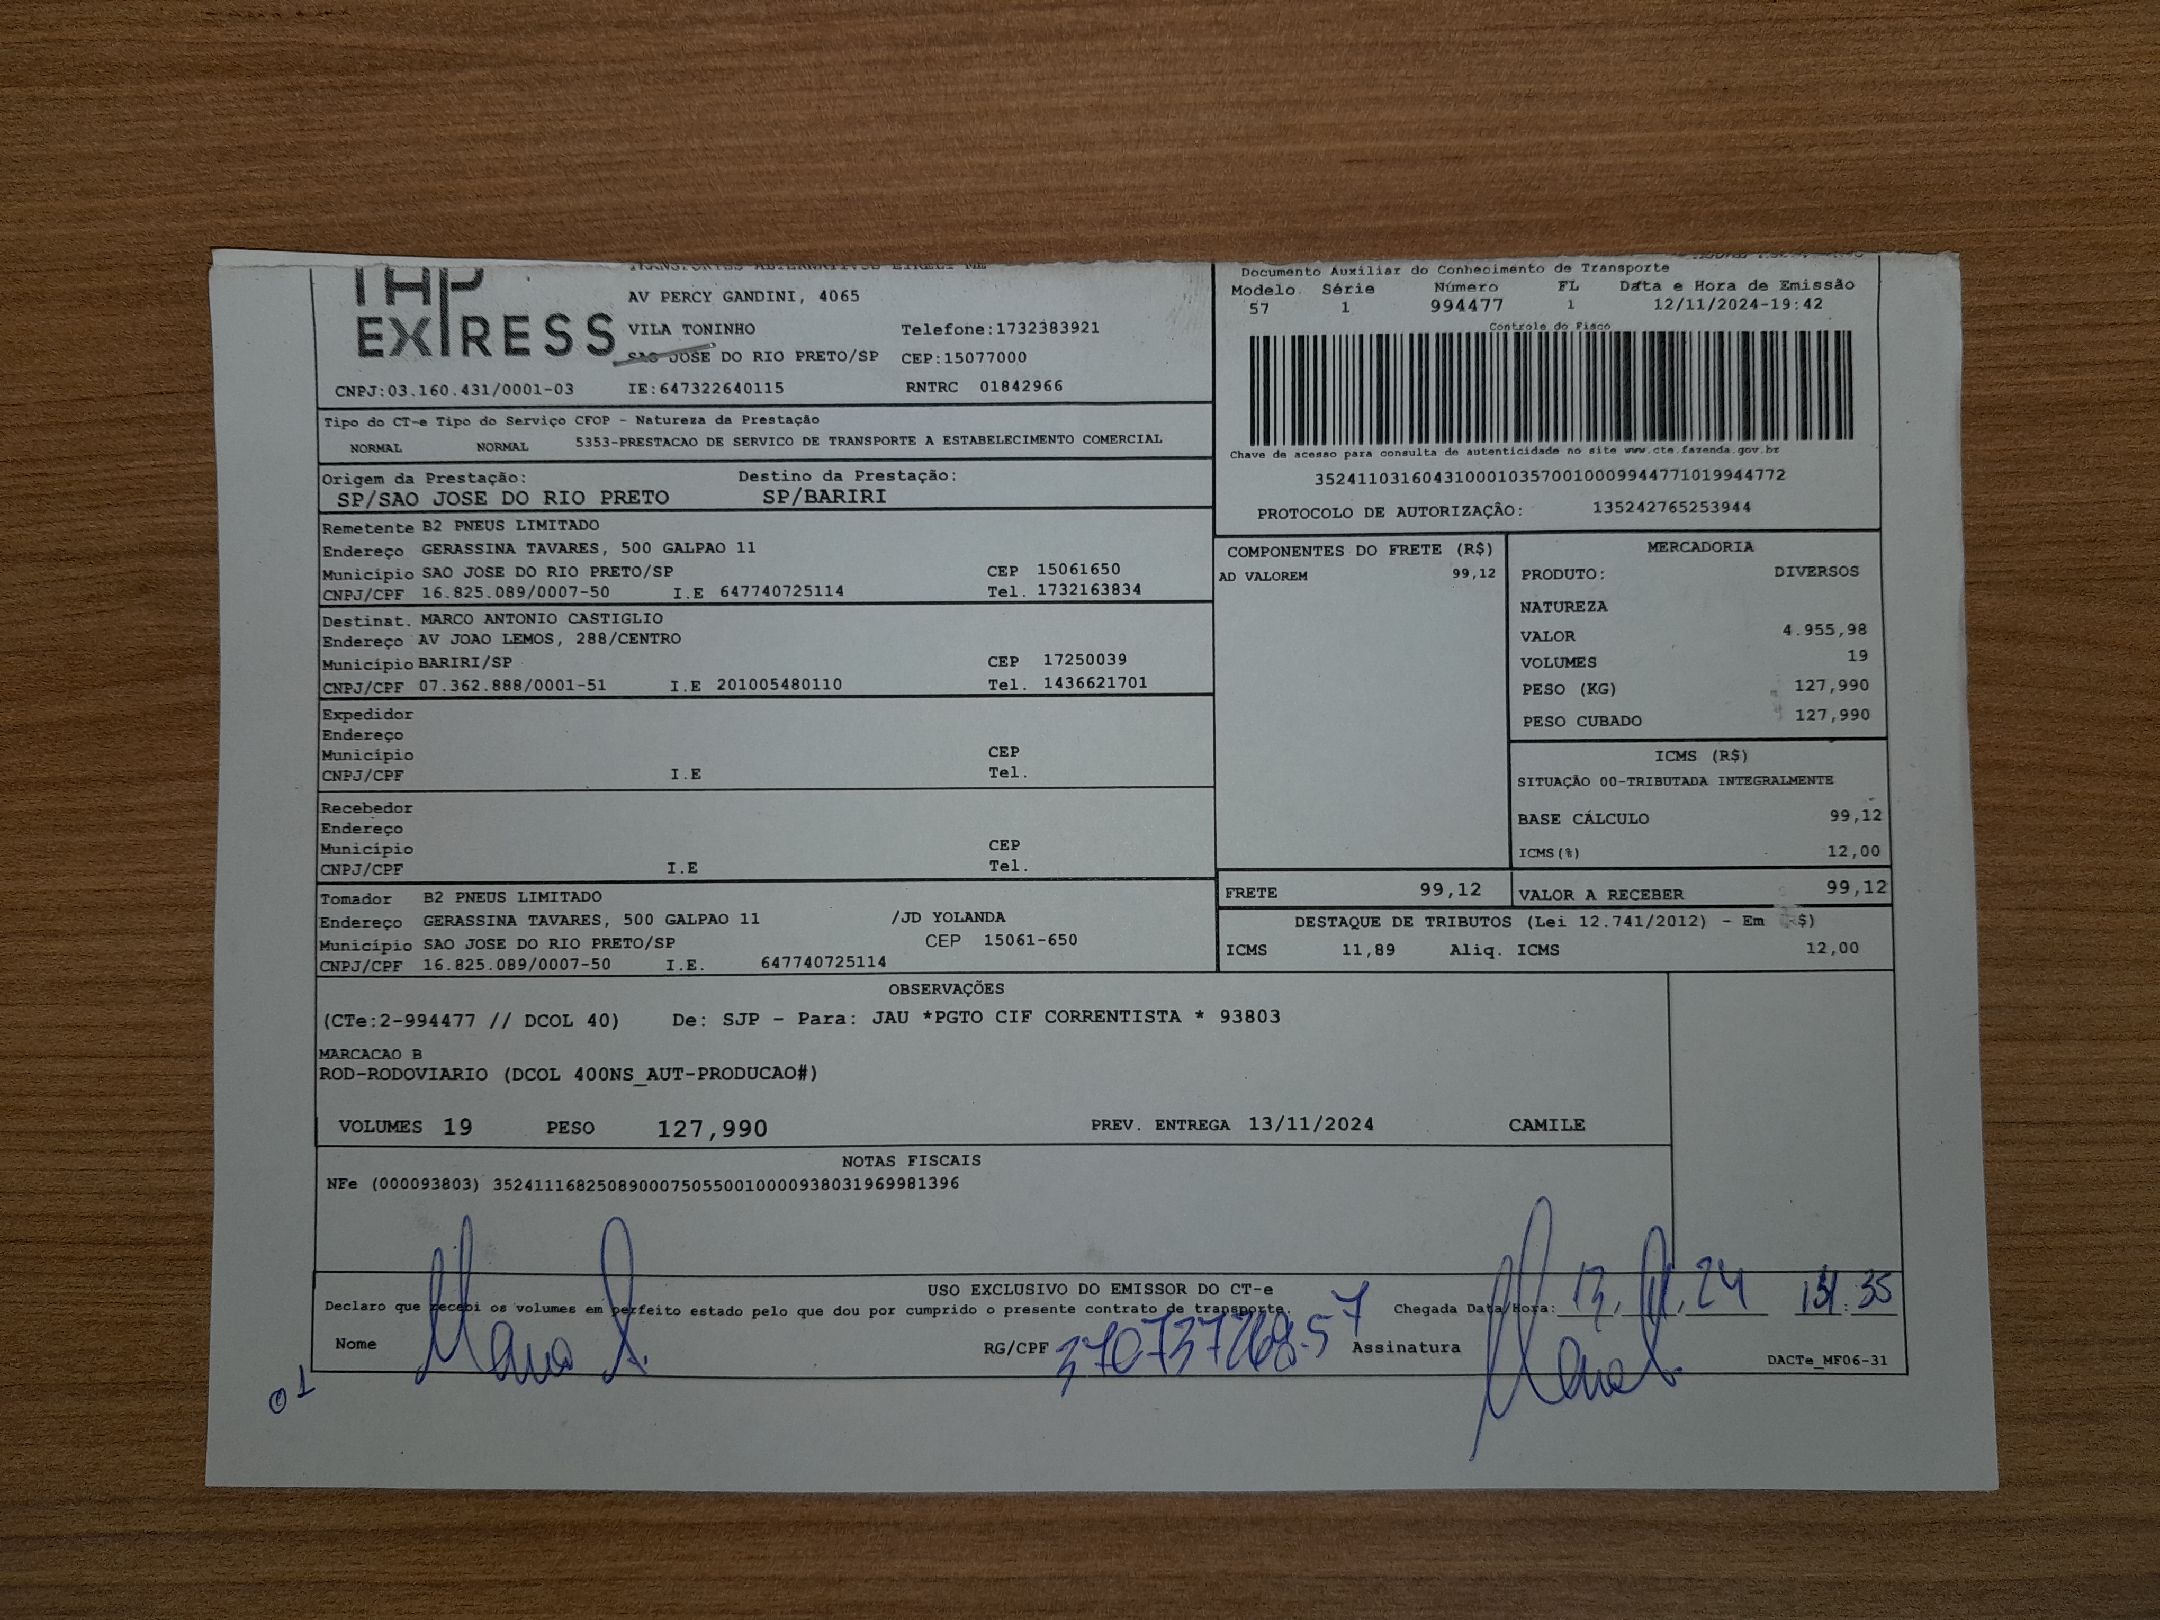 TRANSPORTES ALTERNATIVOS EIRELI ME
EXPRESS
AV PERCY GANDINI, 4065
VILA TONINHO Telefone:1732383921
SAO JOSE DO RIO PRETO/SP CEP:15077000
CNPJ:03.160.431/0001-03 IE:647322640115 RNTRC 01842966
Documento Auxiliar do Conhecimento de Transporte
Modelo Série Número FL Data e Hora de Emissão
57 1 994477 1 12/11/2024-19:42
Controle do Fisco
Chave de acesso para consulta de autenticidade no site www.cte.fazenda.gov.br
35241103160431000103570010009944771019944772
PROTOCOLO DE AUTORIZAÇÃO: 135242765253944
Tipo do CT-e Tipo do Serviço CFOP - Natureza da Prestação
NORMAL NORMAL 5353-PRESTACAO DE SERVICO DE TRANSPORTE A ESTABELECIMENTO COMERCIAL
Origem da Prestação: Destino da Prestação:
SP/SAO JOSE DO RIO PRETO SP/BARIRI
Remetente B2 PNEUS LIMITADO
Endereço GERASSINA TAVARES, 500 GALPAO 11
Município SAO JOSE DO RIO PRETO/SP CEP 15061650
CNPJ/CPF 16.825.089/0007-50 I.E 647740725114 Tel. 1732163834
Destinat. MARCO ANTONIO CASTIGLIO
Endereço AV JOAO LEMOS, 288/CENTRO
Município BARIRI/SP CEP 17250039
CNPJ/CPF 07.362.888/0001-51 I.E 201005480110 Tel. 1436621701
Expedidor
Endereço
Município CEP
CNPJ/CPF I.E Tel.
Recebedor
Endereço
Município CEP
CNPJ/CPF I.E Tel.
Tomador B2 PNEUS LIMITADO
Endereço GERASSINA TAVARES, 500 GALPAO 11 /JD YOLANDA
Município SAO JOSE DO RIO PRETO/SP CEP 15061-650
CNPJ/CPF 16.825.089/0007-50 I.E. 647740725114
COMPONENTES DO FRETE (R$)
AD VALOREM 99,12
MERCADORIA
PRODUTO: DIVERSOS
NATUREZA
VALOR 4.955,98
VOLUMES 19
PESO (KG) 127,990
PESO CUBADO 127,990
ICMS (R$)
SITUAÇÃO 00-TRIBUTADA INTEGRALMENTE
BASE CÁLCULO 99,12
ICMS(%) 12,00
FRETE 99,12 VALOR A RECEBER 99,12
DESTAQUE DE TRIBUTOS (Lei 12.741/2012) - Em R$)
ICMS 11,89 Aliq. ICMS 12,00
OBSERVAÇÕES
(CTe:2-994477 // DCOL 40) De: SJP - Para: JAU *PGTO CIF CORRENTISTA * 93803
MARCACAO B
ROD-RODOVIARIO (DCOL 400NS_AUT-PRODUCAO#)
VOLUMES 19 PESO 127,990 PREV. ENTREGA 13/11/2024 CAMILE
NOTAS FISCAIS
NFe (000093803) 35241116825089000750550010000938031969981396
USO EXCLUSIVO DO EMISSOR DO CT-e
Declaro que recebi os volumes em perfeito estado pelo que dou por cumprido o presente contrato de transporte. Chegada Data/Hora: 13, 11, 24
Nome RG/CPF 370737268-57 Assinatura
DACTe_MF06-31
01